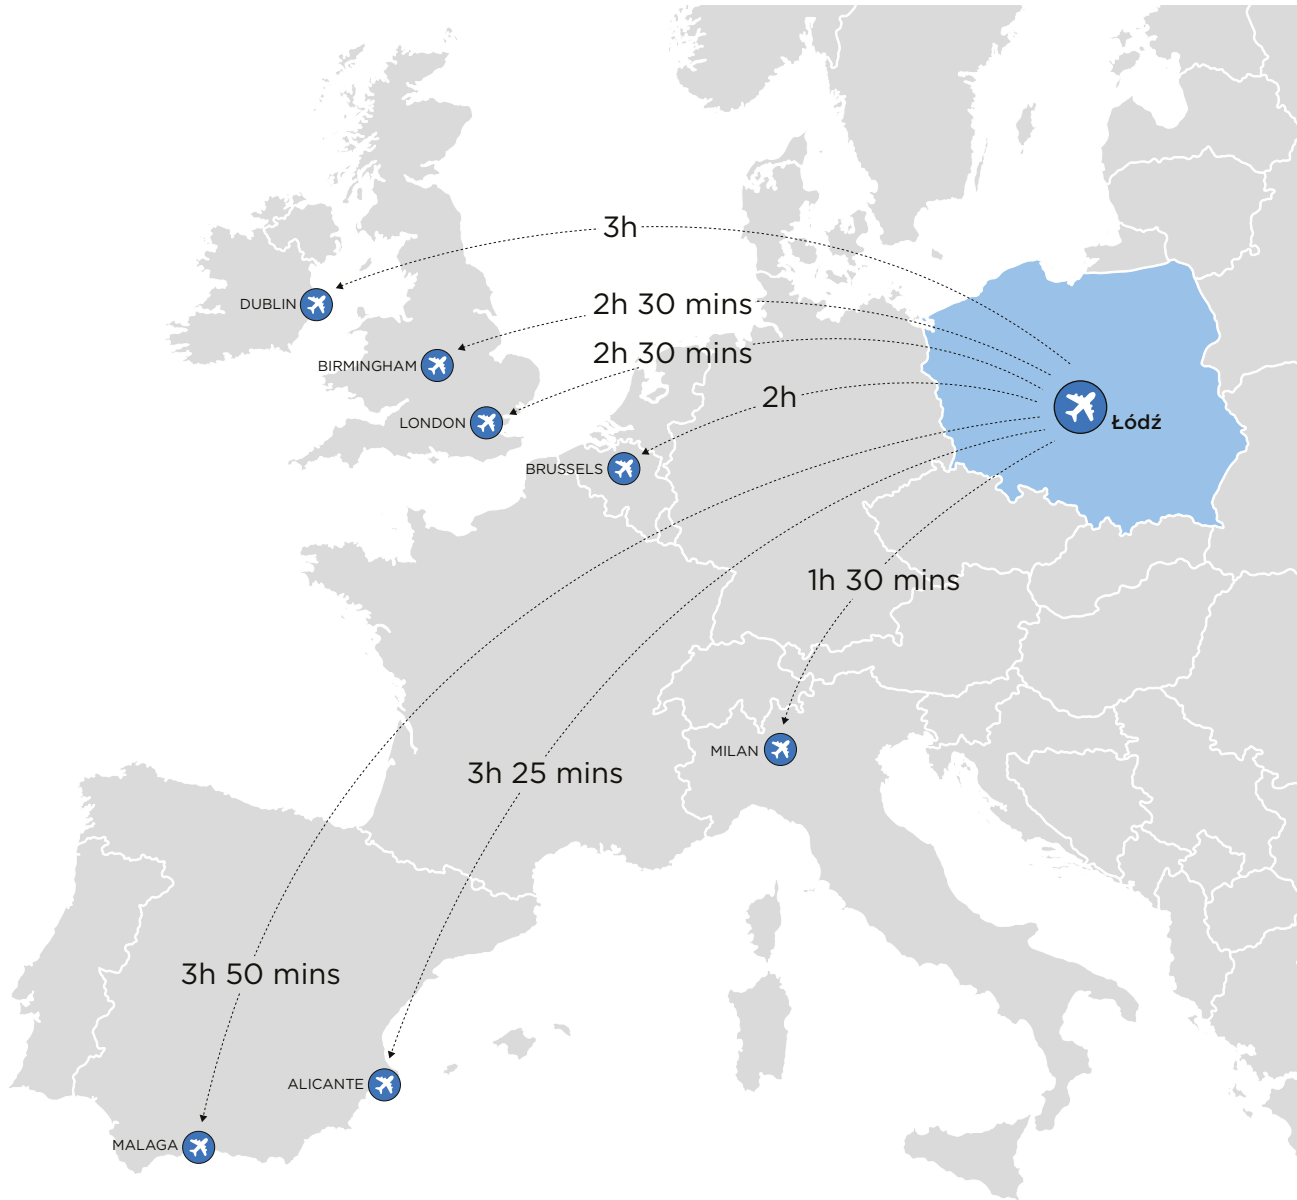 3h
DUBLIN
2h 30 mins
2h 30 mins
BIRMINGHAM
2h
LONDON
Łódź
BRUSSELS
1h 30 mins
MILAN
3h 25 mins
3h 50 mins
ALICANTE
MALAGA